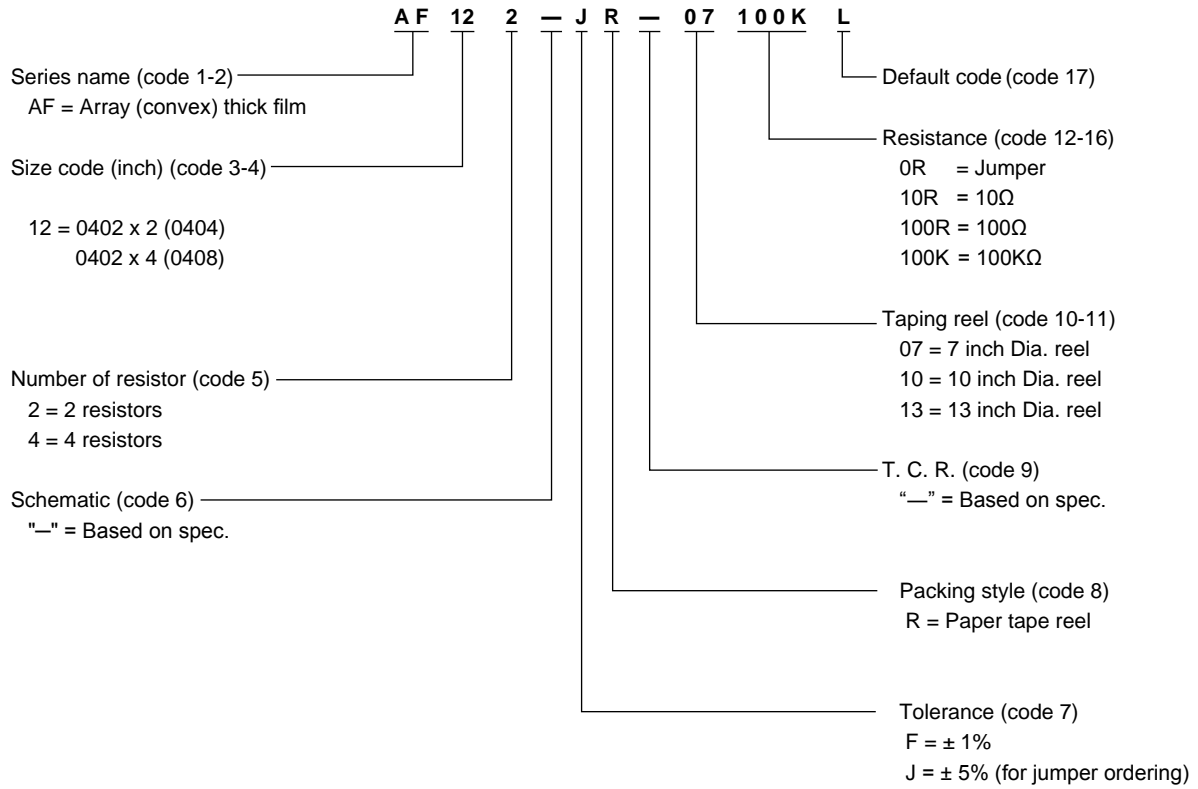 AF 12 2 — J R — 07 100K L
Series name (code 1-2)
AF = Array (convex) thick film
Size code (inch) (code 3-4)
12 = 0402 x 2 (0404)
0402 x 4 (0408)
Number of resistor (code 5)
2 = 2 resistors
4 = 4 resistors
Schematic (code 6)
"—" = Based on spec.
Default code (code 17)
Resistance (code 12-16)
0R = Jumper
10R = 10Ω
100R = 100Ω
100K = 100KΩ
Taping reel (code 10-11)
07 = 7 inch Dia. reel
10 = 10 inch Dia. reel
13 = 13 inch Dia. reel
T. C. R. (code 9)
“—” = Based on spec.
Packing style (code 8)
R = Paper tape reel
Tolerance (code 7)
F = ± 1%
J = ± 5% (for jumper ordering)